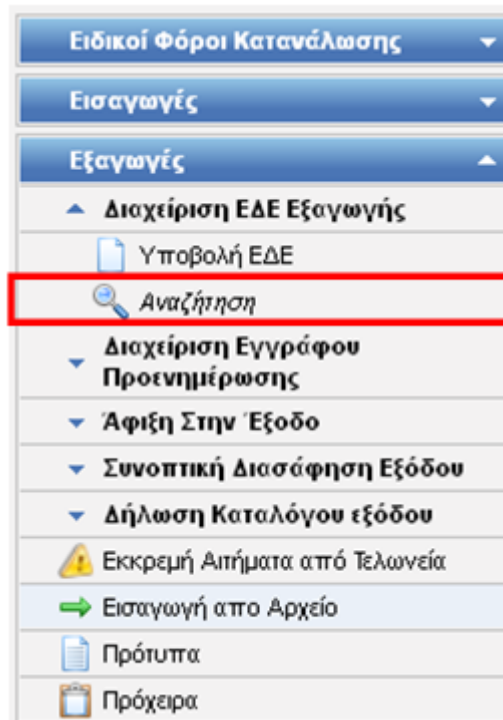 Ειδικοί Φόροι Κατανάλωσης
Εισαγωγές
Εξαγωγές
Διαχείριση ΕΔΕ Εξαγωγής
Υποβολή ΕΔΕ
Αναζήτηση
Διαχείριση Εγγράφου
Προενημέρωσης
Άφιξη Στην Έξοδο
Συνοπτική Διασάφηση Εξόδου
Δήλωση Καταλόγου εξόδου
Εκκρεμή Αιτήματα από Τελωνεία
Εισαγωγή απο Αρχείο
Πρότυπα
Πρόχειρα